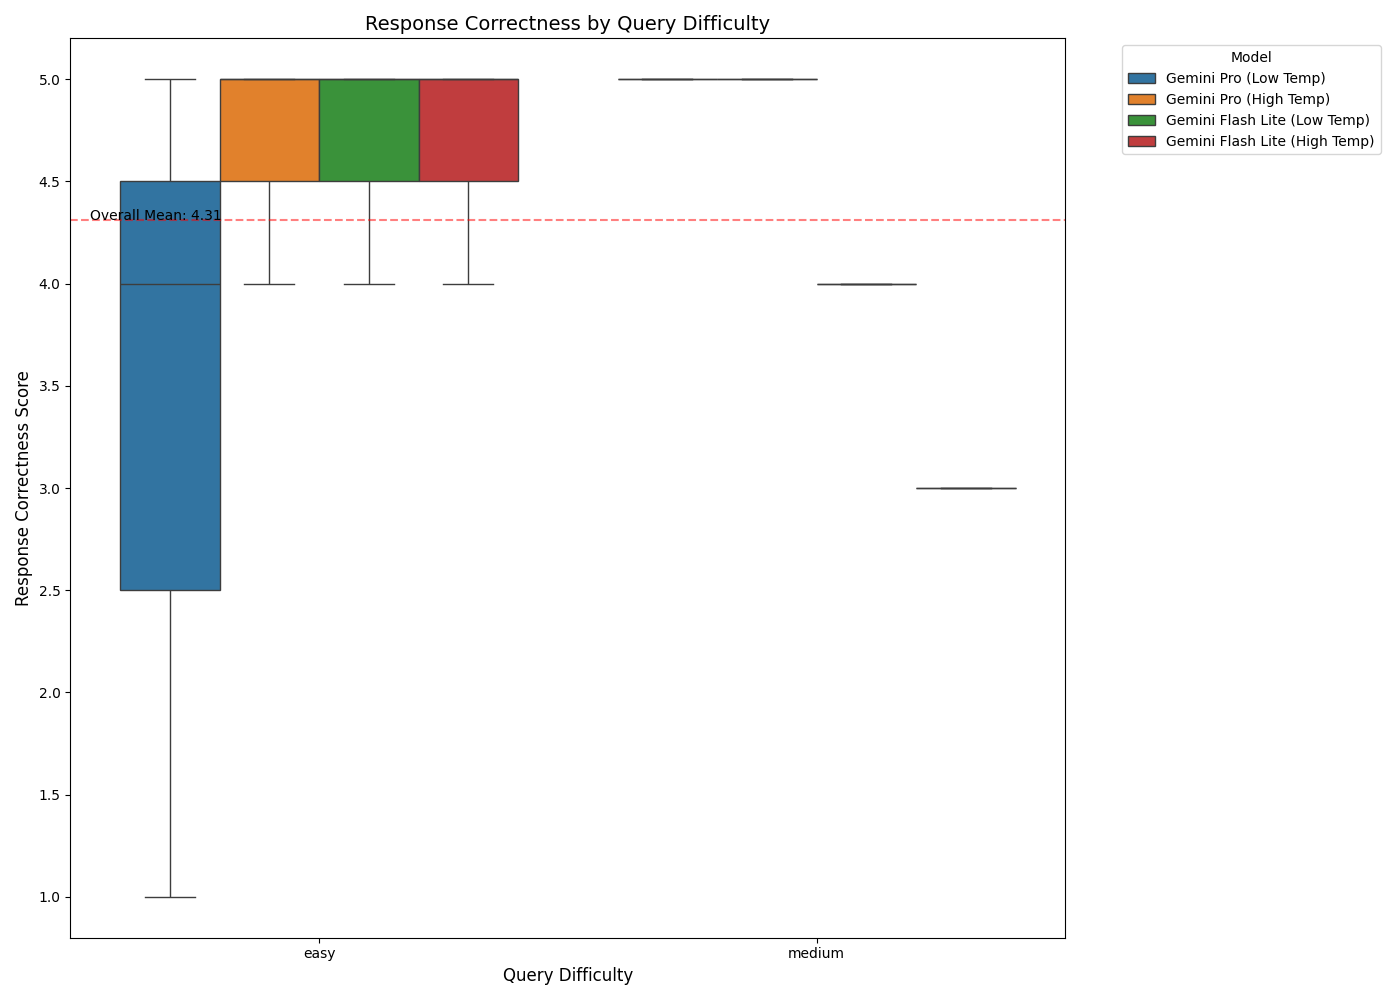 Response Correctness by Query Difficulty
Model
Gemini Pro (Low Temp)
Gemini Pro (High Temp)
Gemini Flash Lite (Low Temp)
Gemini Flash Lite (High Temp)
Response Correctness Score
5.0
4.5
4.0
3.5
3.0
2.5
2.0
1.5
1.0
Overall Mean: 4.31
easy
medium
Query Difficulty